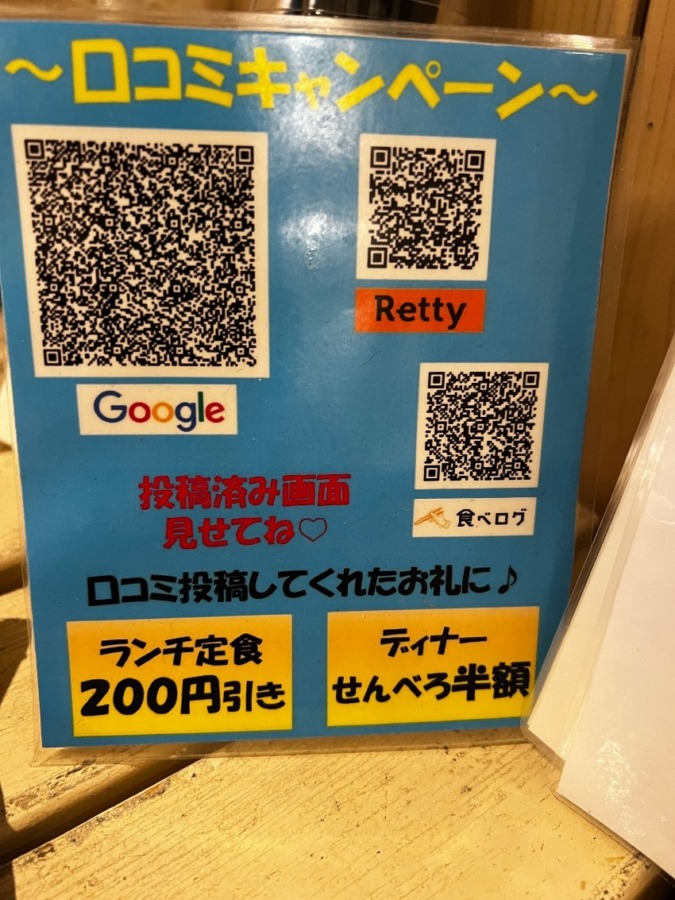 ～口コミキャンペーン～
Retty
Google
食べログ
投稿済み画面
見せてね♡
口コミ投稿してくれたお礼に♪
ランチ定食
200円引き
ディナー
せんべろ半額